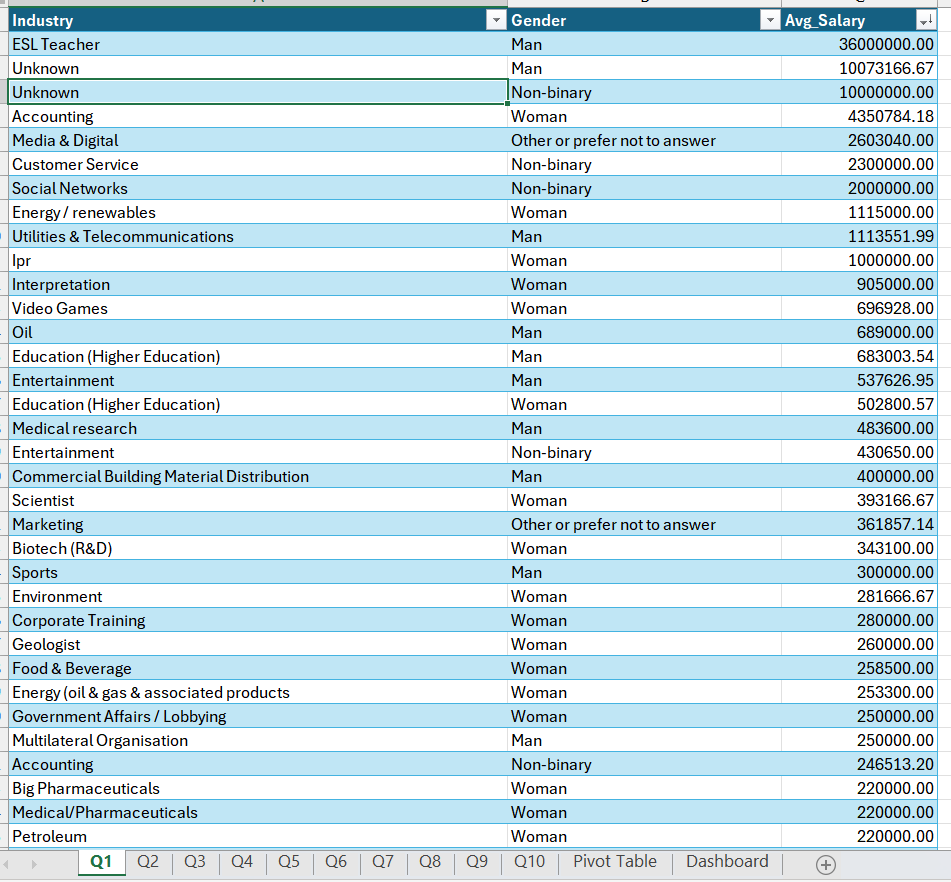 Industry Gender Avg_Salary
ESL Teacher Man 36000000.00
Unknown Man 10073166.67
Unknown Non-binary 10000000.00
Accounting Woman 4350784.18
Media & Digital Other or prefer not to answer 2603040.00
Customer Service Non-binary 2300000.00
Social Networks Non-binary 2000000.00
Energy / renewables Woman 1115000.00
Utilities & Telecommunications Man 1113551.99
Ipr Woman 1000000.00
Interpretation Woman 905000.00
Video Games Woman 696928.00
Oil Man 689000.00
Education (Higher Education) Man 683003.54
Entertainment Man 537626.95
Education (Higher Education) Woman 502800.57
Medical research Man 483600.00
Entertainment Non-binary 430650.00
Commercial Building Material Distribution Man 400000.00
Scientist Woman 393166.67
Marketing Other or prefer not to answer 361857.14
Biotech (R&D) Woman 343100.00
Sports Man 300000.00
Environment Woman 281666.67
Corporate Training Woman 280000.00
Geologist Woman 260000.00
Food & Beverage Woman 258500.00
Energy (oil & gas & associated products Woman 253300.00
Government Affairs / Lobbying Woman 250000.00
Multilateral Organisation Man 250000.00
Accounting Non-binary 246513.20
Big Pharmaceuticals Woman 220000.00
Medical/Pharmaceuticals Woman 220000.00
Petroleum Woman 220000.00
Q1 Q2 Q3 Q4 Q5 Q6 Q7 Q8 Q9 Q10 Pivot Table Dashboard